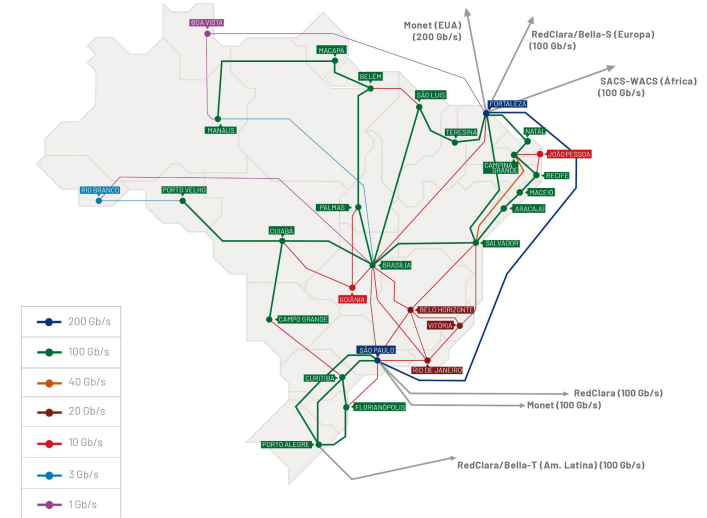 BOA VISTA
Monet (EUA)
(200 Gb/s)
RedClara/Bella-S (Europa)
(100 Gb/s)
MACAPÁ
BELÉM
SACS-WACS (África)
(100 Gb/s)
SÃO LUIS
FORTALEZA
MANAUS
TERESINA
NATAL
JOÃO PESSOA
CAMPINA
GRANDE
RECIFE
RIO BRANCO
PORTO VELHO
MACEIÓ
PALMAS
ARACAJU
CUIABÁ
SALVADOR
BRASÍLIA
GOIÂNIA
BELO HORIZONTE
CAMPO GRANDE
VITÓRIA
SÃO PAULO
RIO DE JANEIRO
CURITIBA
RedClara (100 Gb/s)
Monet (100 Gb/s)
FLORIANÓPOLIS
PORTO ALEGRE
RedClara/Bella-T (Am. Latina) (100 Gb/s)
200 Gb/s
100 Gb/s
40 Gb/s
20 Gb/s
10 Gb/s
3 Gb/s
1 Gb/s